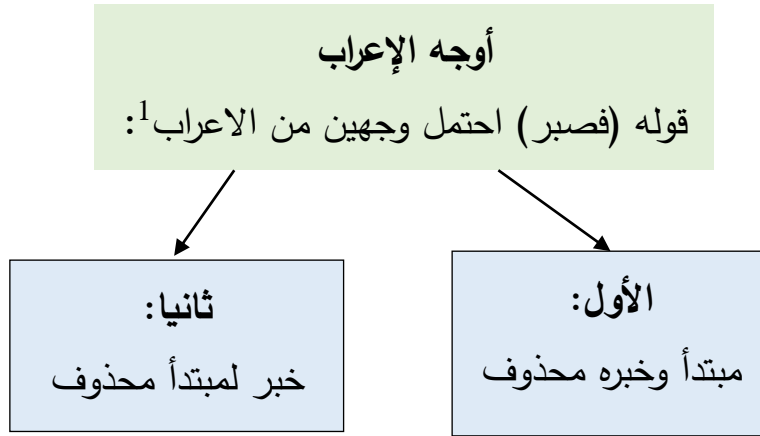 أوجه الإعراب
قوله (فصبر) احتمل وجهين من الاعراب1:
الأول:
مبتدأ وخبره محذوف
ثانيا:
خبر لمبتدأ محذوف